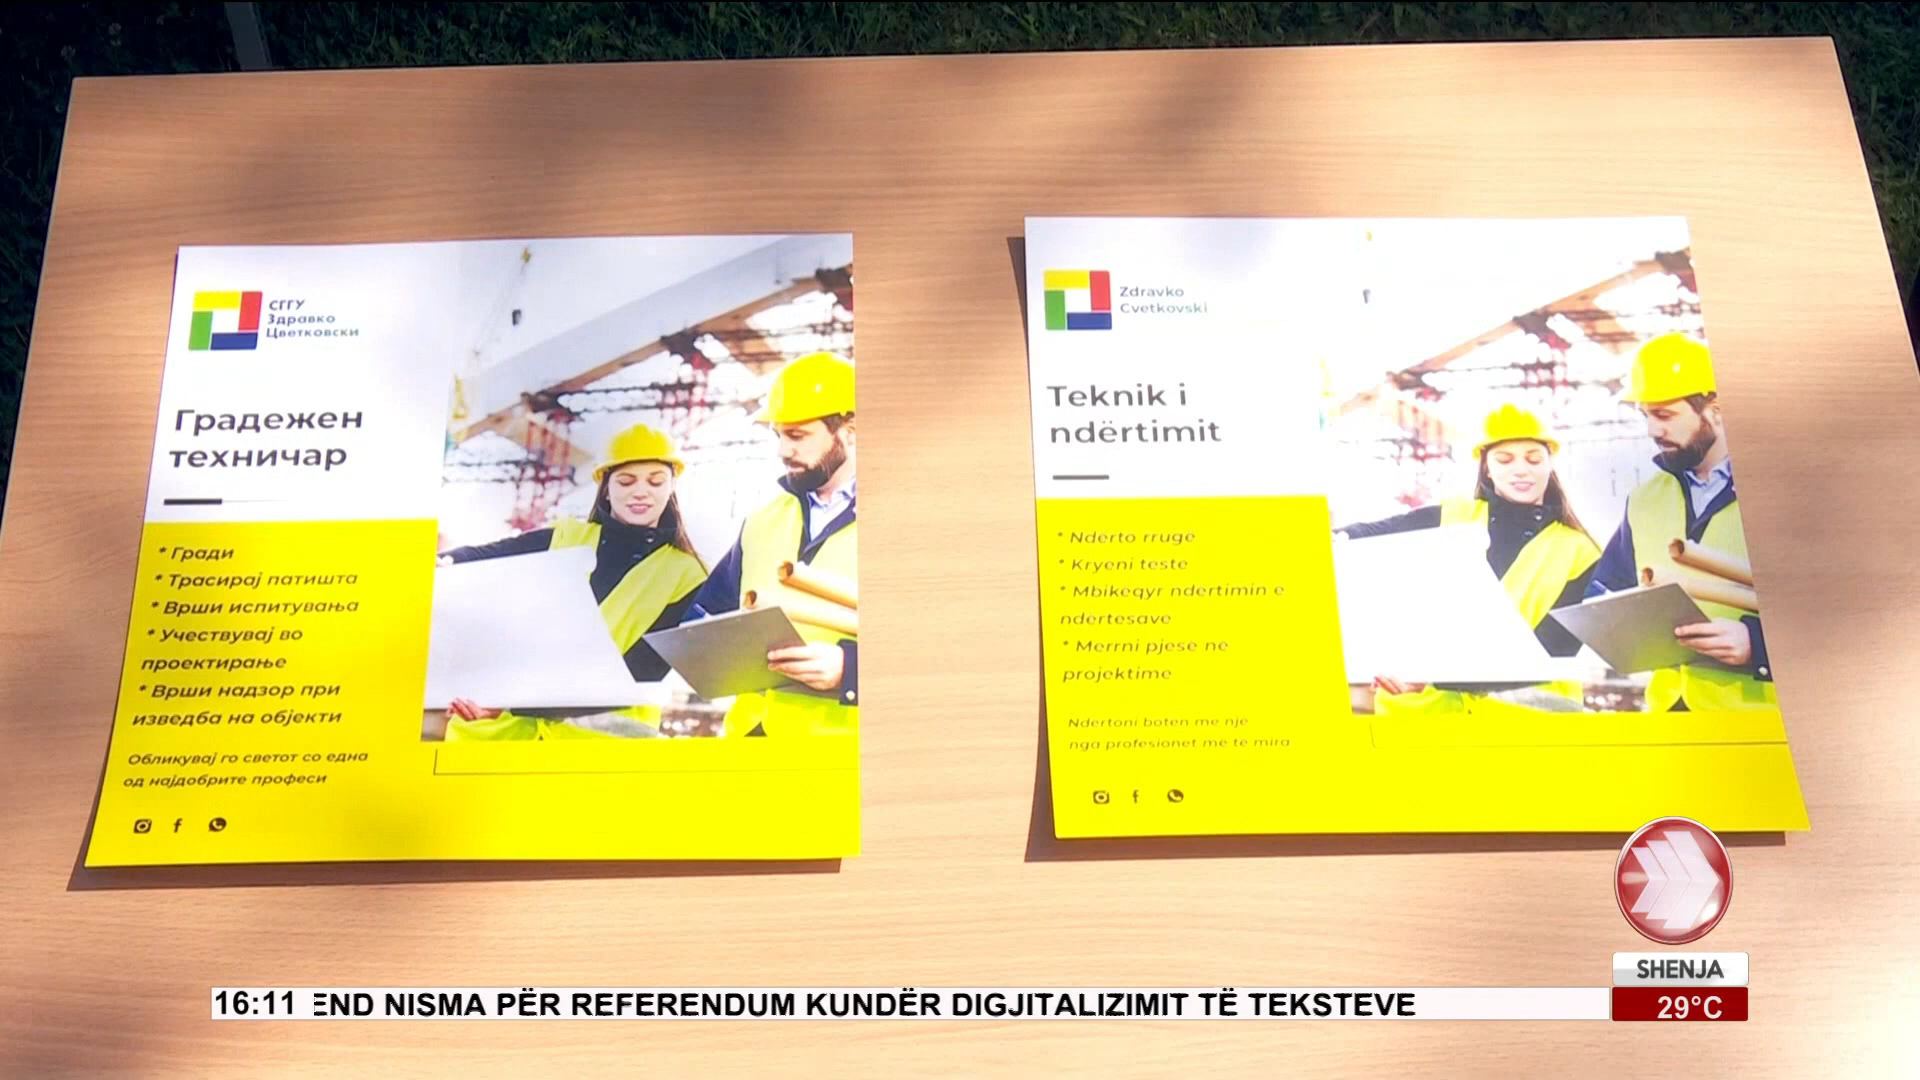 СГГУ
Здравко
Цветковски
Градежен
техничар
* Гради
* Трасирај патишта
* Врши испитувања
* Учествувај во
проектирање
* Врши надзор при
изведба на објекти
Обликувај го светот со една
од најдобрите професи
Zdravko
Cvetkovski
Teknik i
ndërtimit
* Nderto rruge
* Kryeni teste
* Mbikeqyr ndertimin e
ndertesave
* Merrni pjese ne
projektime
Ndertoni boten me nje
nga profesionet me te mira
SHENJA
16:11 END NISMA PËR REFERENDUM KUNDËR DIGJITALIZIMIT TË TEKSTEVE
29°C